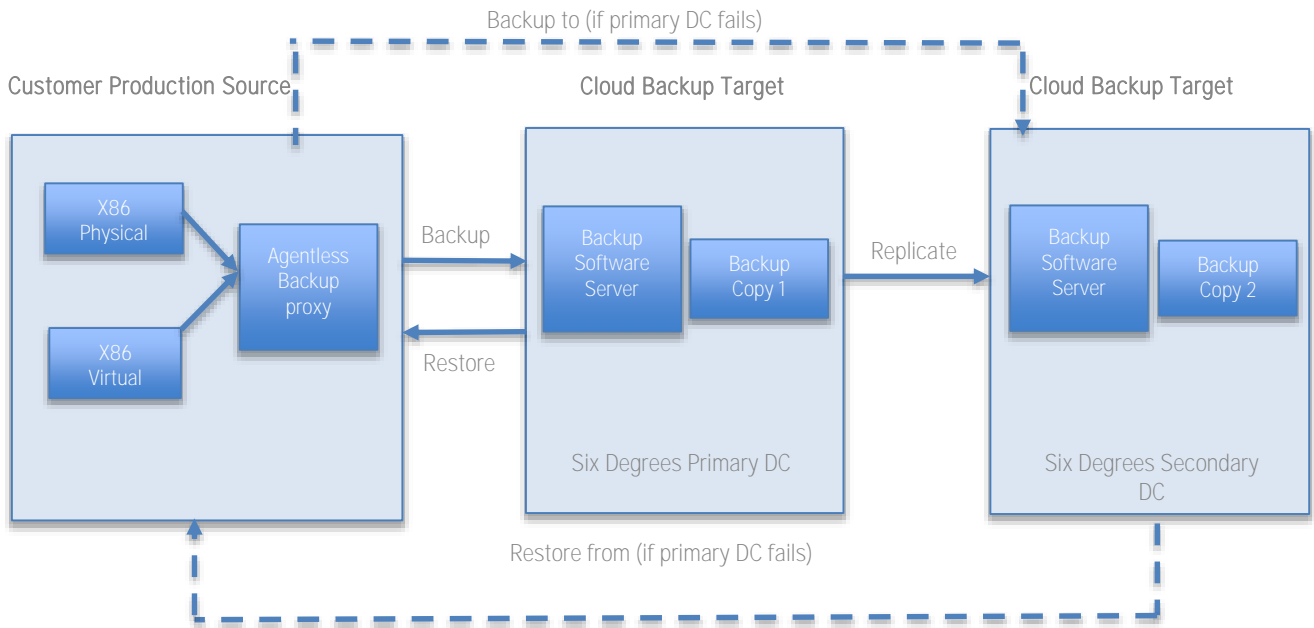 Backup to (if primary DC fails)
Customer Production Source
Cloud Backup Target
Cloud Backup Target
X86
Physical
Agentless
Backup
proxy
X86
Virtual
Backup
Restore
Backup
Software
Server
Backup
Copy 1
Six Degrees Primary DC
Replicate
Backup
Software
Server
Backup
Copy 2
Six Degrees Secondary
DC
Restore from (if primary DC fails)